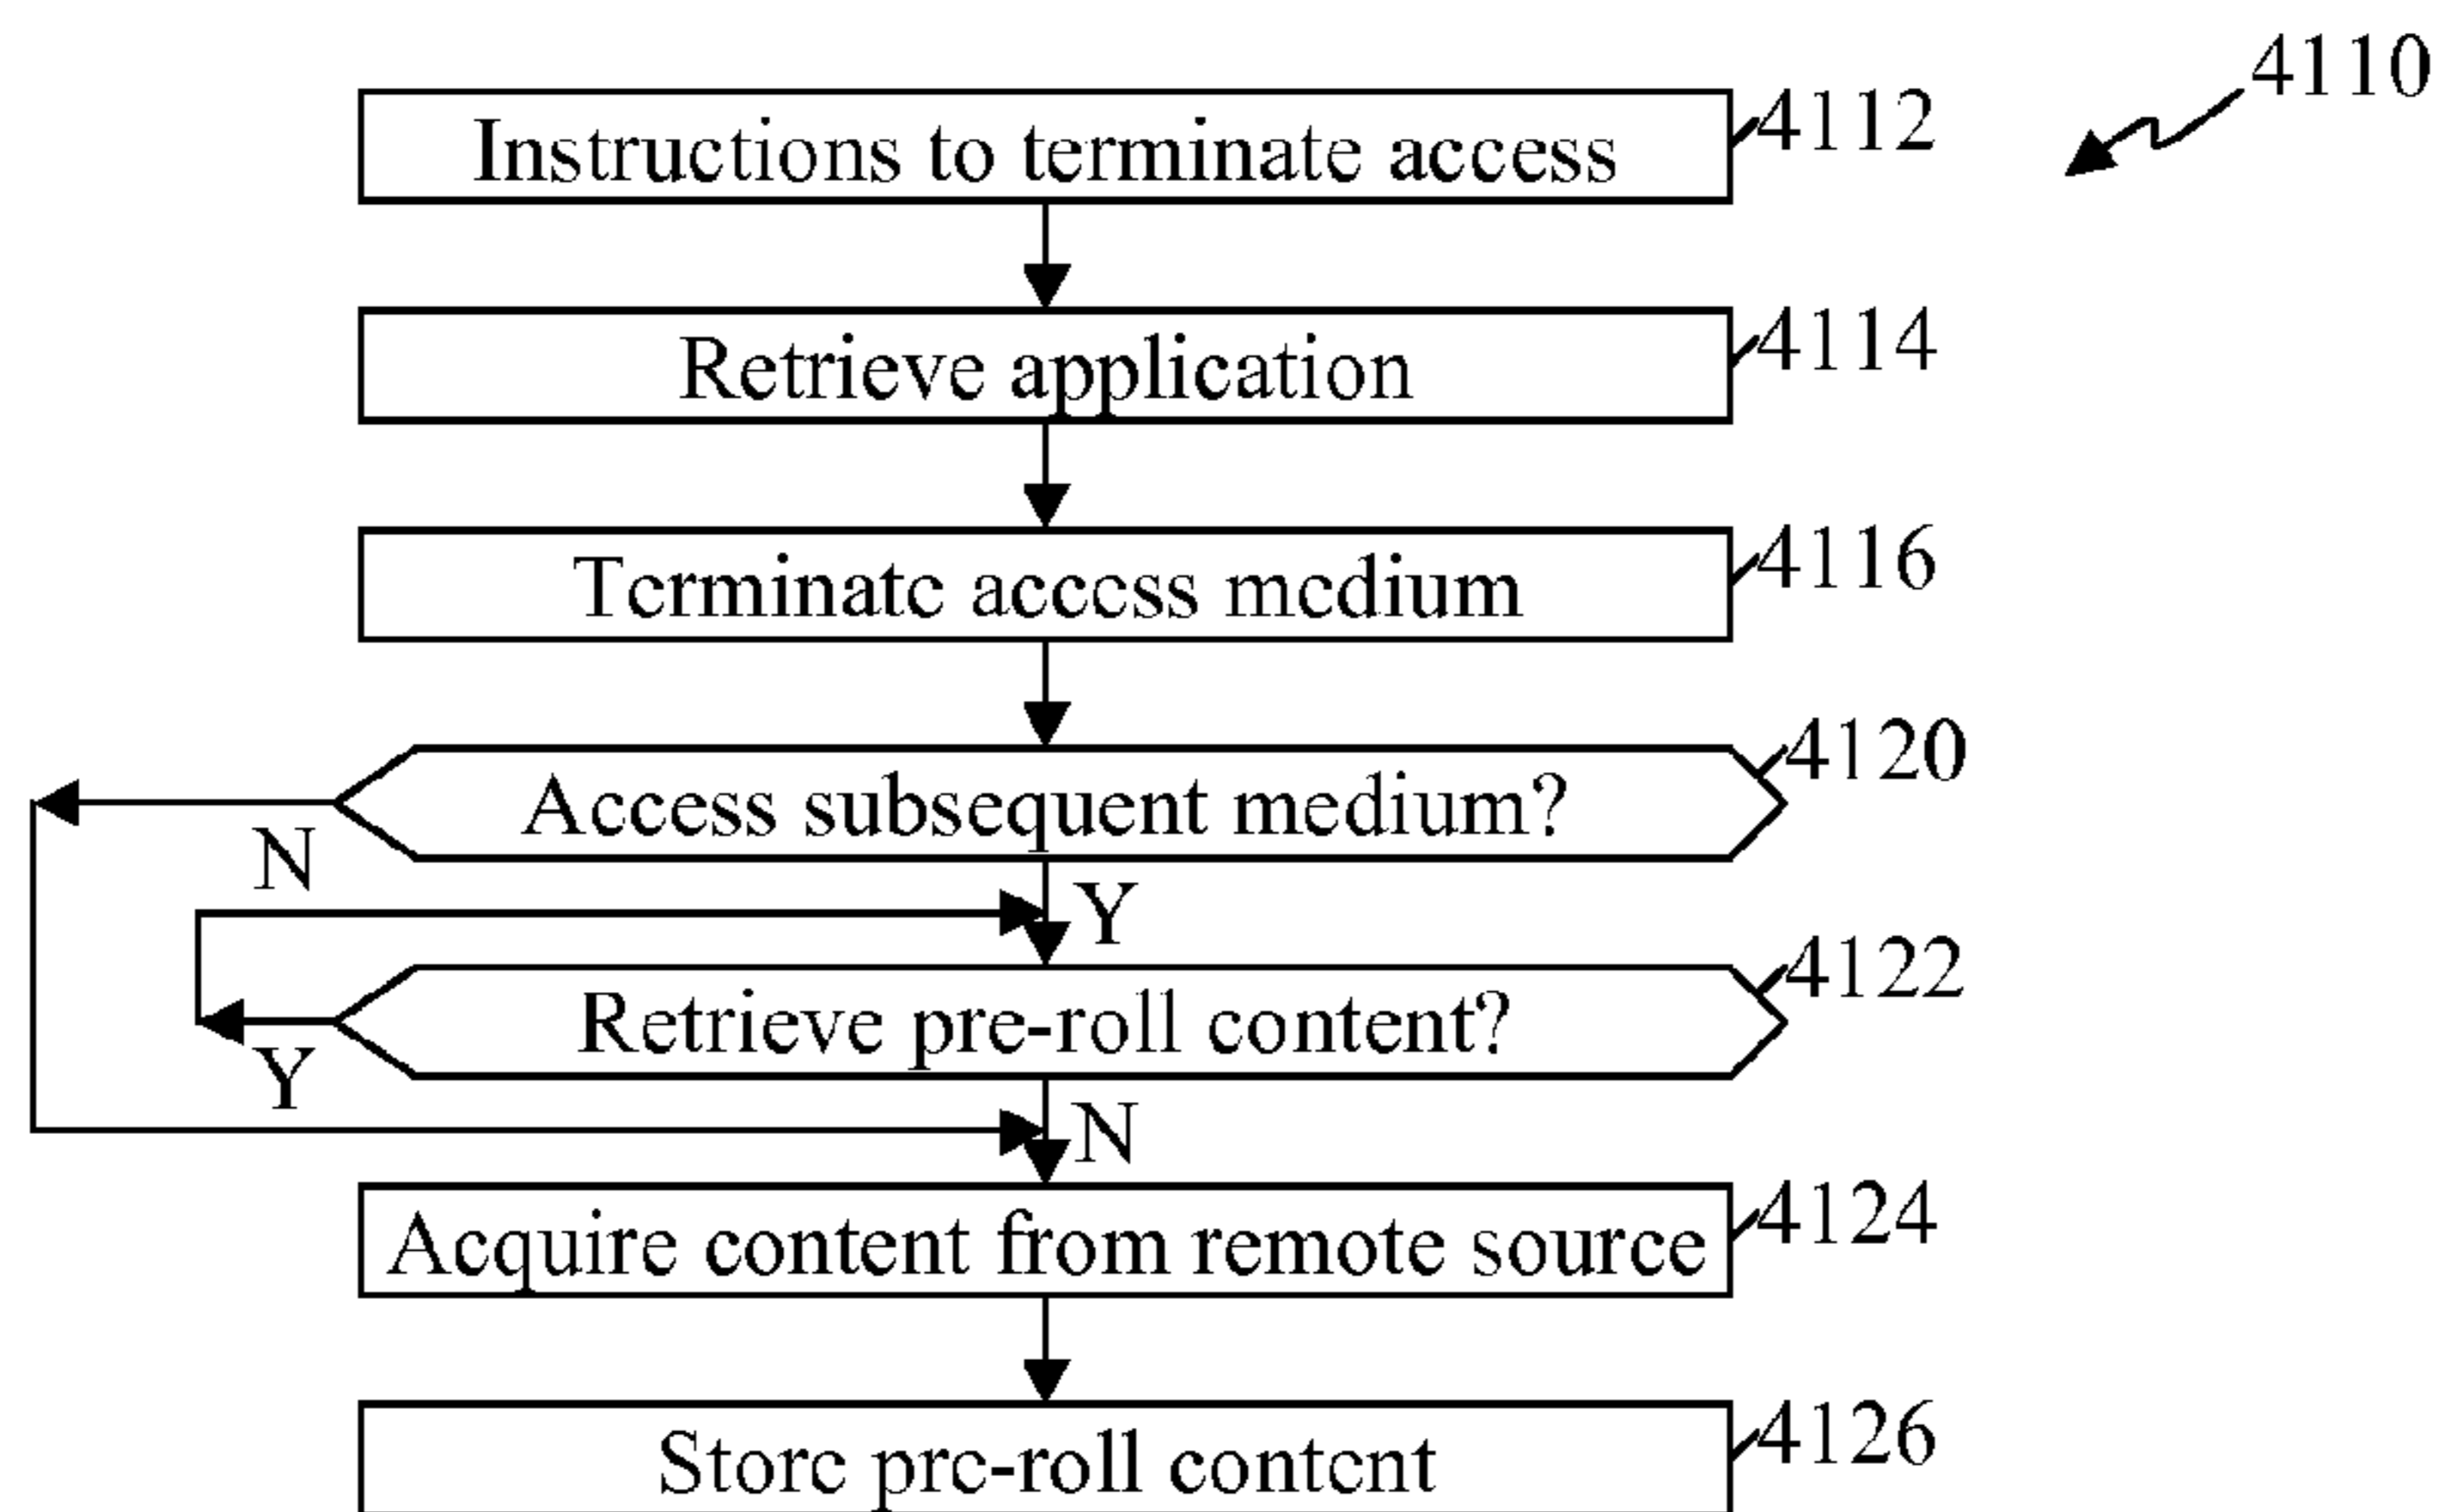 4110
Instructions to terminate access 4112
Retrieve application 4114
Terminate access medium 4116
Access subsequent medium? 4120
N
Y
Retrieve pre-roll content? 4122
Y
N
Acquire content from remote source 4124
Store pre-roll content 4126